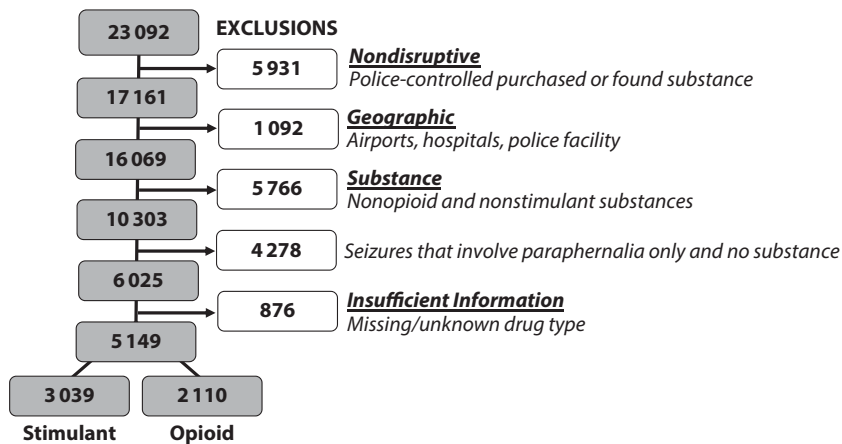 23 092
EXCLUSIONS
5 931
Nondisruptive
Police-controlled purchased or found substance
17 161
1 092
Geographic
Airports, hospitals, police facility
16 069
5 766
Substance
Nonopioid and nonstimulant substances
10 303
4 278
Seizures that involve paraphernalia only and no substance
6 025
876
Insufficient Information
Missing/unknown drug type
5 149
3 039
2 110
Stimulant
Opioid